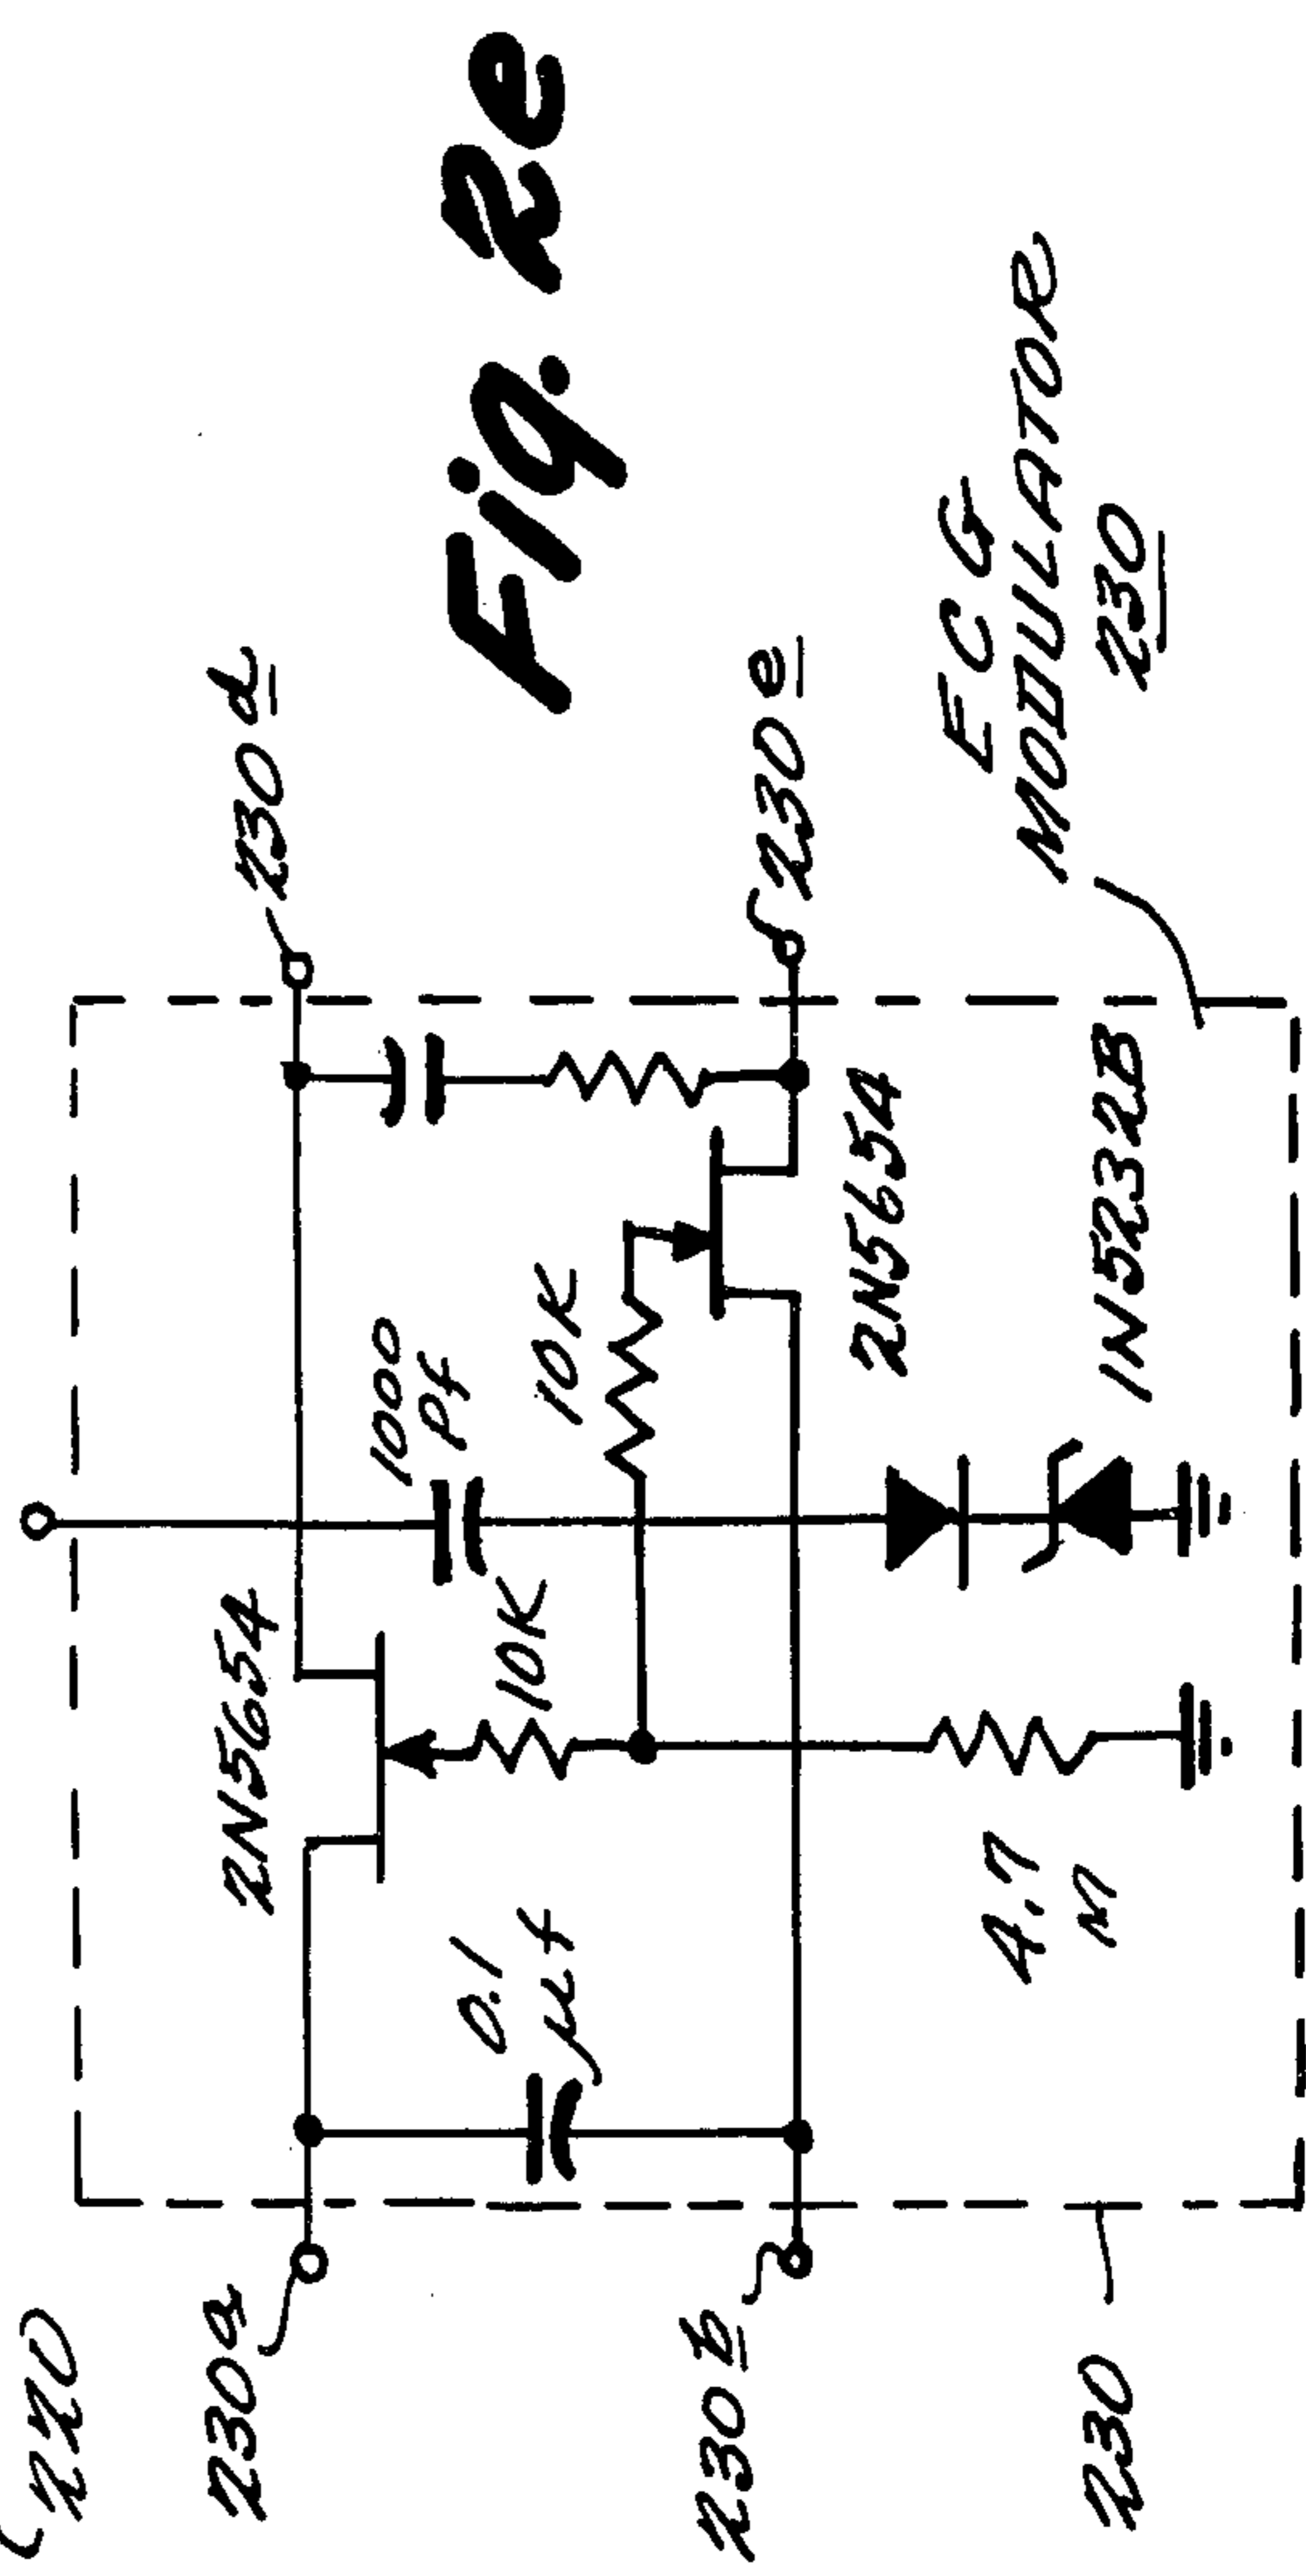 220
230a
230d
2N5654
1000
pf
10K
10K
0.1
µf
230b
230e
2N5654
4.7
M
1N5232B
230
ECG
MODULATOR
230
Fig. 2e